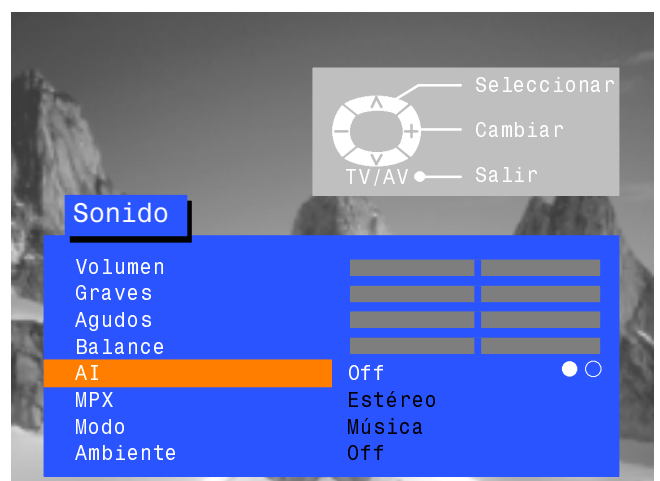 Seleccionar
Cambiar
TV/AV Salir
Sonido
Volumen
Graves
Agudos
Balance
AI Off
MPX Estéreo
Modo Música
Ambiente Off